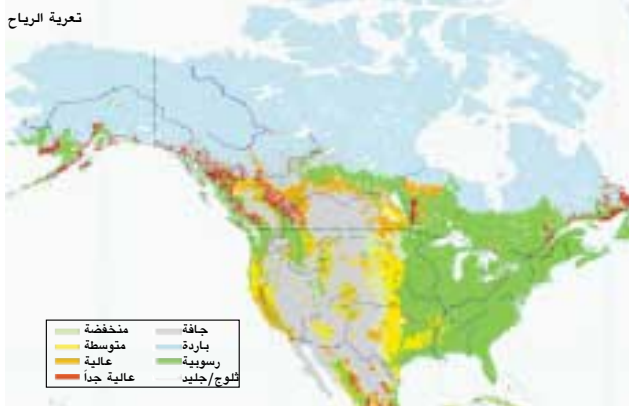 تعرية الرياح
جافة منخفضة
باردة متوسطة
رسوبية عالية
ثلوج/جليد عالية جداً